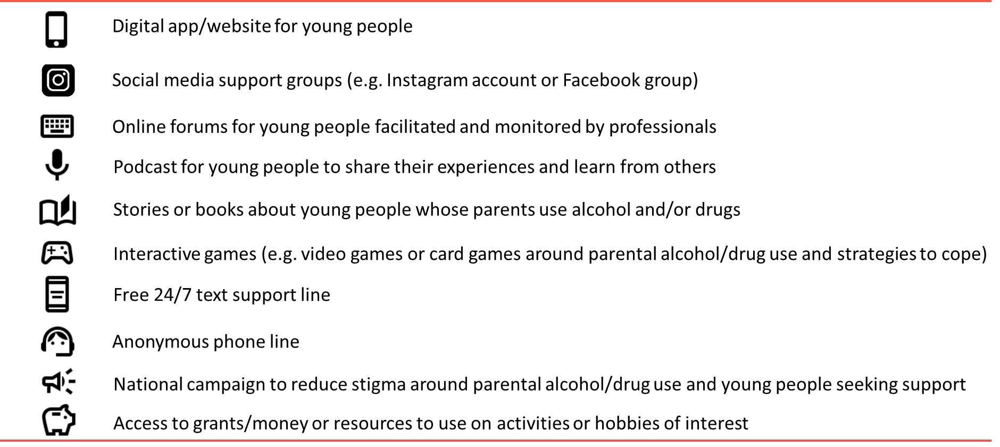 Digital app/website for young people
Social media support groups (e.g. Instagram account or Facebook group)
Online forums for young people facilitated and monitored by professionals
Podcast for young people to share their experiences and learn from others
Stories or books about young people whose parents use alcohol and/or drugs
Interactive games (e.g. video games or card games around parental alcohol/drug use and strategies to cope)
Free 24/7 text support line
Anonymous phone line
National campaign to reduce stigma around parental alcohol/drug use and young people seeking support
Access to grants/money or resources to use on activities or hobbies of interest